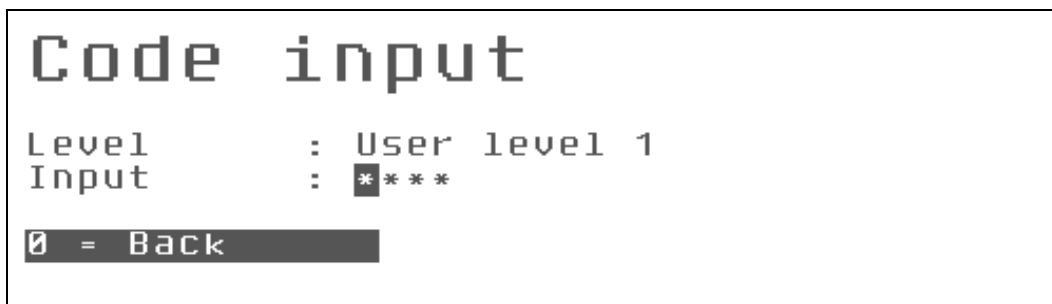 Code input
Level : User level 1
Input : ****
0 = Back